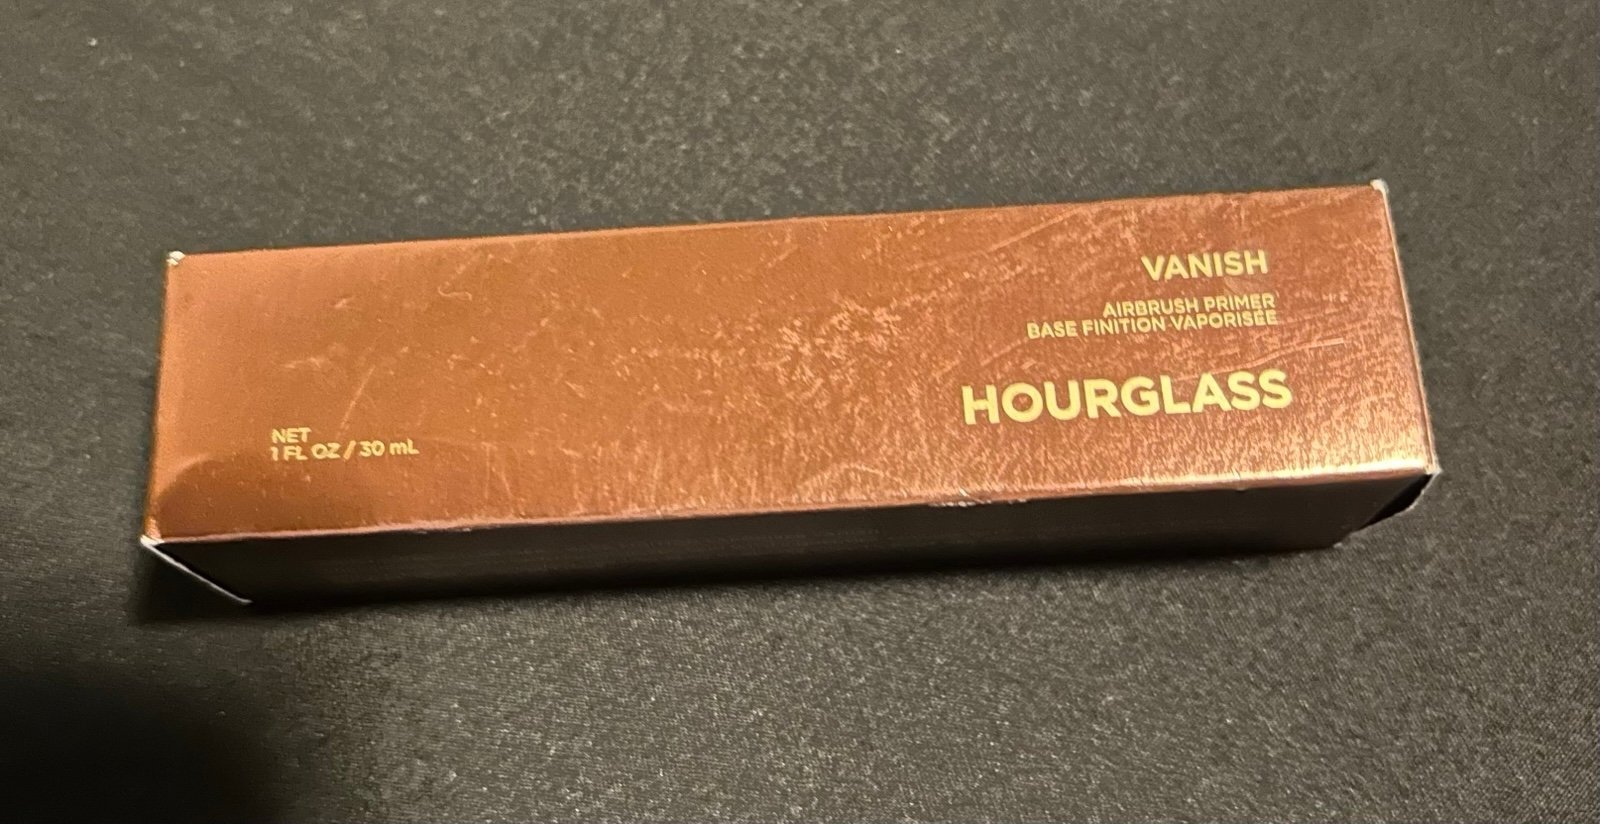 VANISH
AIRBRUSH PRIMER
BASE FINITION VAPORISÉE
HOURGLASS
NET
1 FL OZ / 30 mL